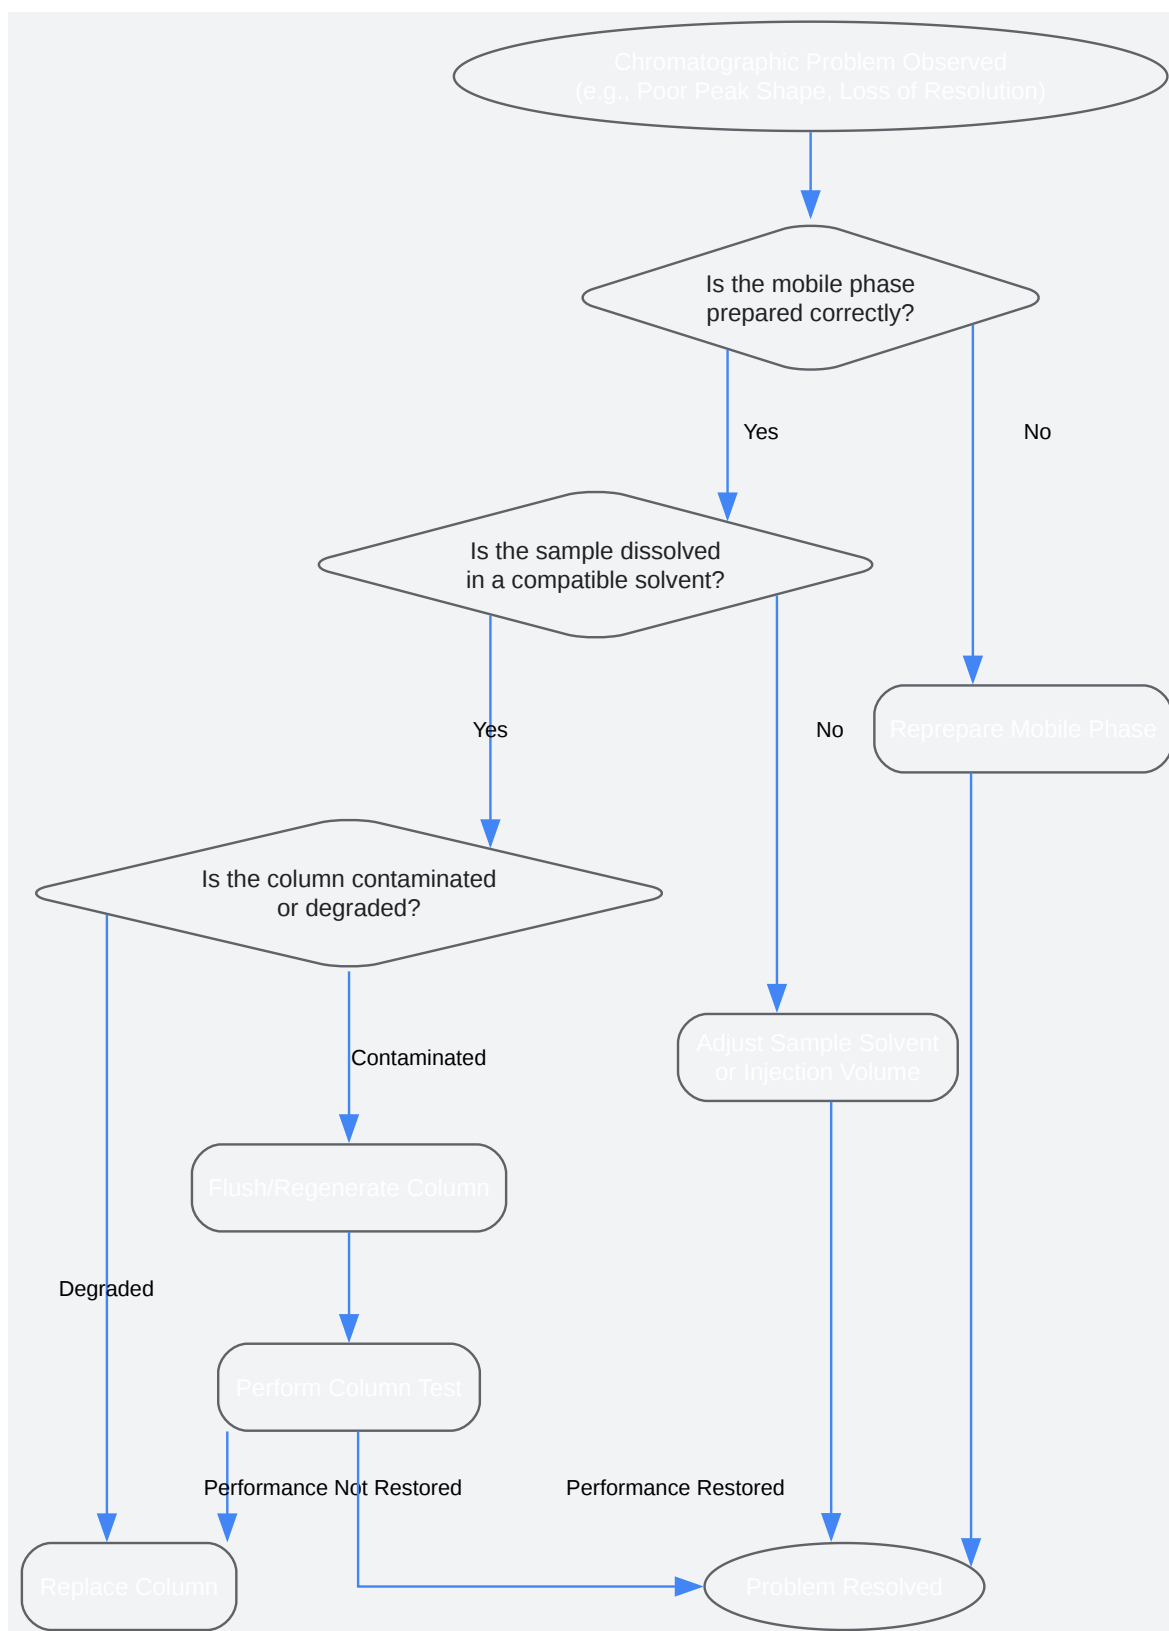 Chromatographic Problem Observed
(e.g., Poor Peak Shape, Loss of Resolution)
Is the mobile phase
prepared correctly?
Yes
No
Is the sample dissolved
in a compatible solvent?
Yes
No
Reprepare Mobile Phase
Is the column contaminated
or degraded?
Contaminated
Adjust Sample Solvent
or Injection Volume
Flush/Regenerate Column
Degraded
Perform Column Test
Performance Not Restored
Performance Restored
Replace Column
Problem Resolved